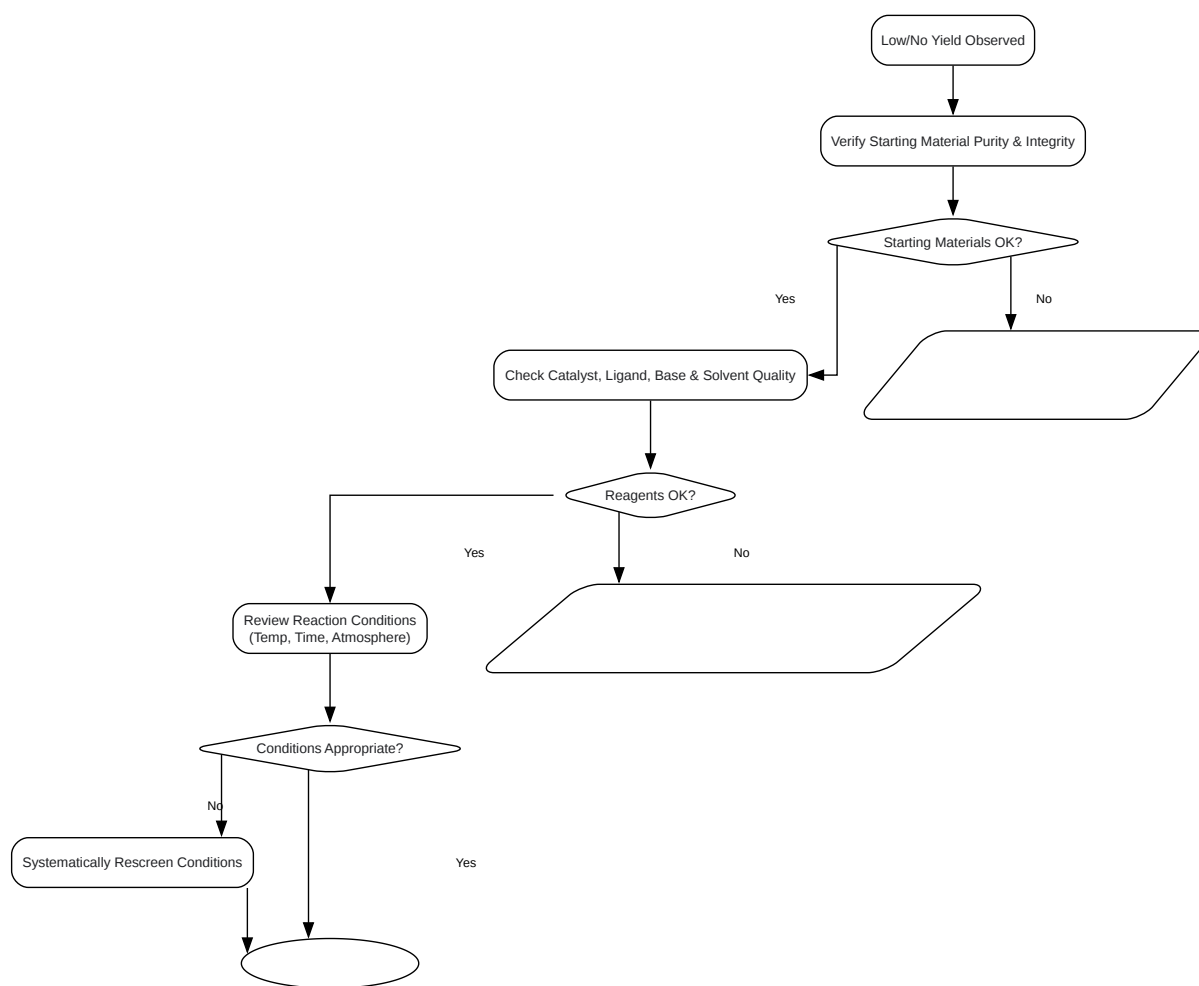 Low/No Yield Observed
Verify Starting Material Purity & Integrity
Starting Materials OK?
Yes
No
Check Catalyst, Ligand, Base & Solvent Quality
Reagents OK?
Yes
No
Review Reaction Conditions
(Temp, Time, Atmosphere)
Conditions Appropriate?
No
Systematically Rescreen Conditions
Yes